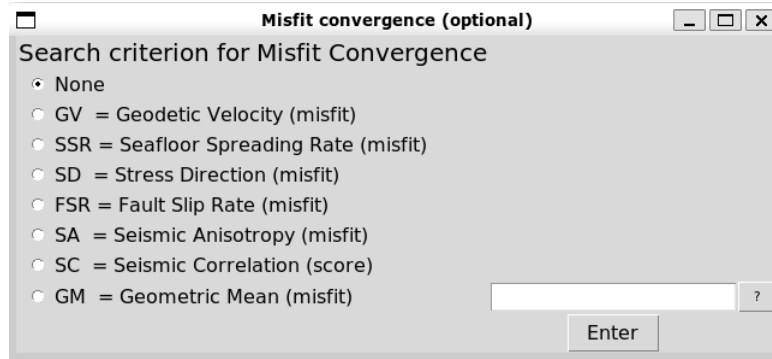 Misfit convergence (optional)
Search criterion for Misfit Convergence
None
GV = Geodetic Velocity (misfit)
SSR = Seafloor Spreading Rate (misfit)
SD = Stress Direction (misfit)
FSR = Fault Slip Rate (misfit)
SA = Seismic Anisotropy (misfit)
SC = Seismic Correlation (score)
GM = Geometric Mean (misfit) ?
Enter